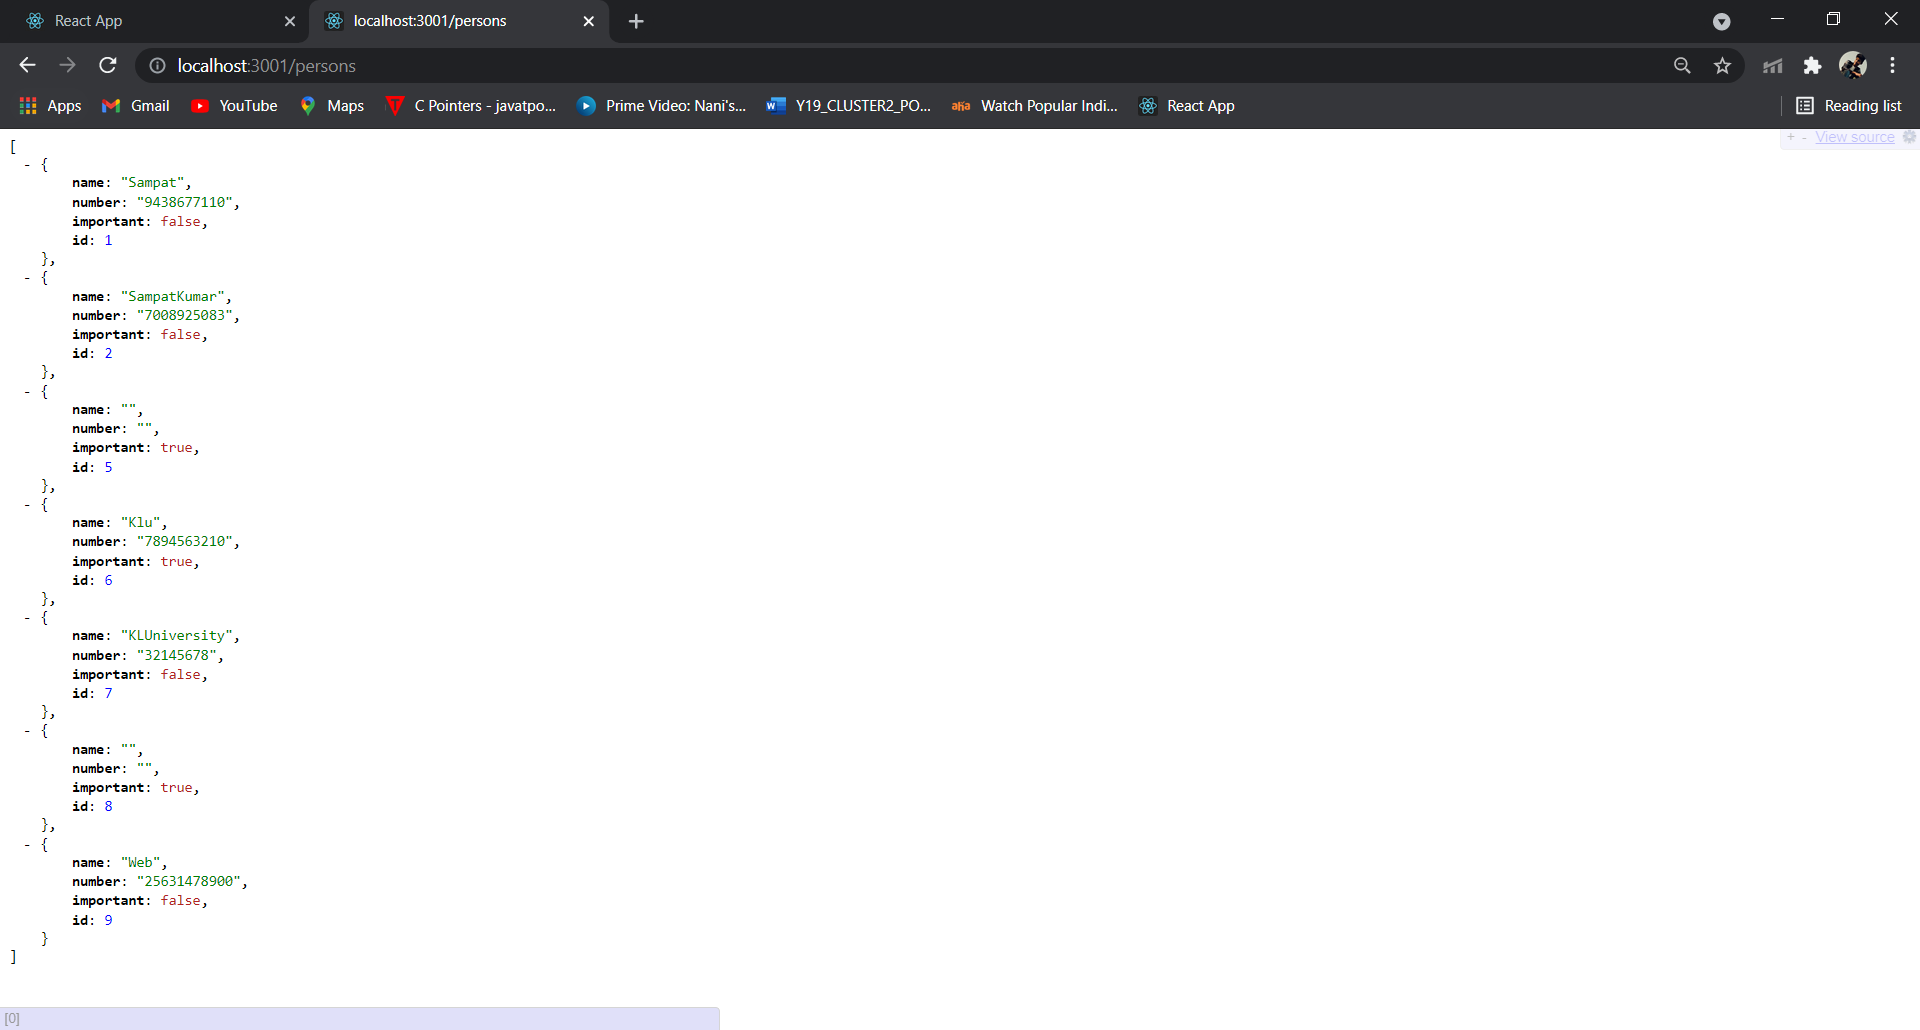 React App
localhost:3001/persons
localhost:3001/persons
Apps Gmail YouTube Maps C Pointers - javatpo... Prime Video: Nani's... Y19_CLUSTER2_PO... aha Watch Popular Indi... React App Reading list
+ - View source
[
- {
name: "Sampat",
number: "9438677110",
important: false,
id: 1
},
- {
name: "SampatKumar",
number: "7008925083",
important: false,
id: 2
},
- {
name: "",
number: "",
important: true,
id: 5
},
- {
name: "Klu",
number: "7894563210",
important: true,
id: 6
},
- {
name: "KLUniversity",
number: "32145678",
important: false,
id: 7
},
- {
name: "",
number: "",
important: true,
id: 8
},
- {
name: "Web",
number: "25631478900",
important: false,
id: 9
}
]
[0]